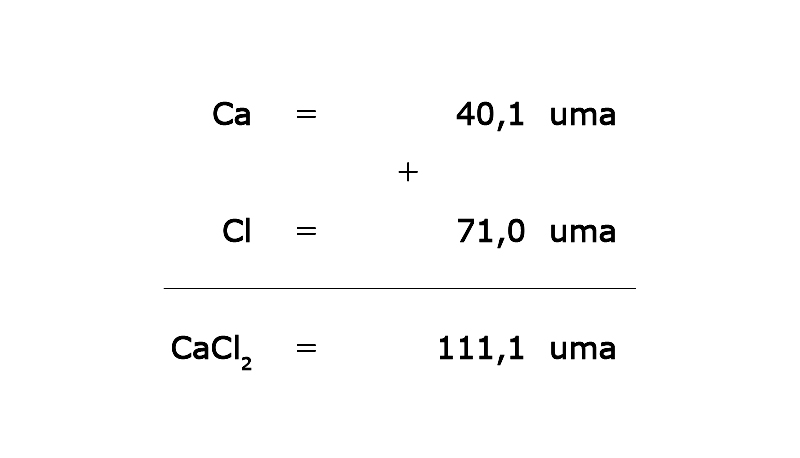 Ca = 40,1 uma
+
Cl = 71,0 uma
CaCl₂ = 111,1 uma